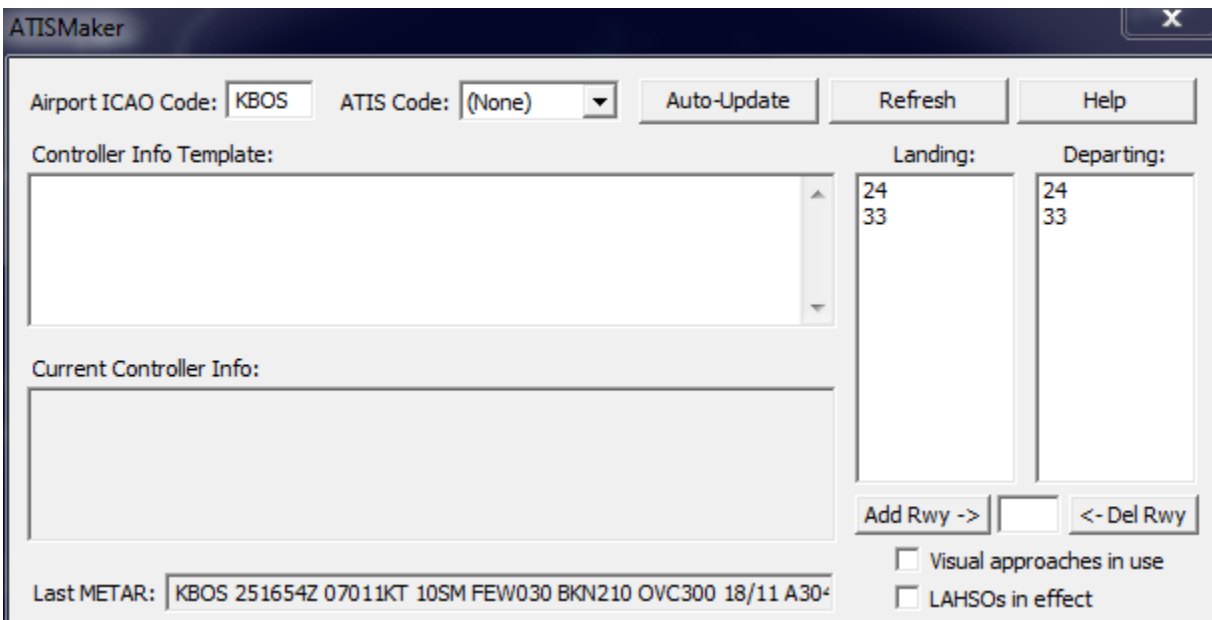 ATISMaker
X
Airport ICAO Code: KBOS ATIS Code: (None) Auto-Update Refresh Help
Controller Info Template: Landing: Departing:
24 24
33 33
Current Controller Info:
Add Rwy -> <- Del Rwy
Visual approaches in use
Last METAR: KBOS 251654Z 07011KT 10SM FEW030 BKN210 OVC300 18/11 A304
LAHSOs in effect